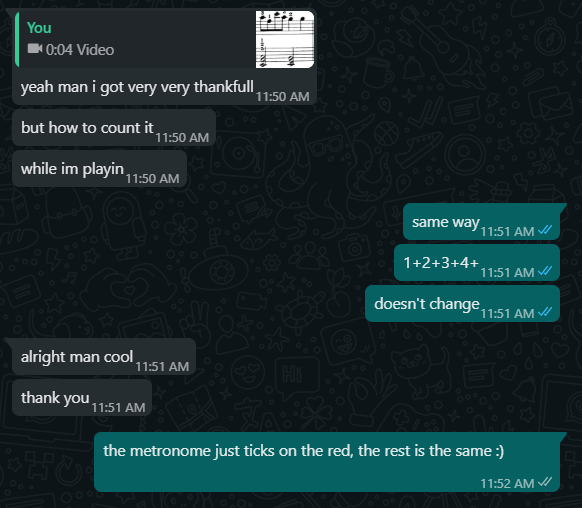 You
0:04 Video
yeah man i got very very thankfull
11:50 AM
but how to count it
11:50 AM
while im playin
11:50 AM
same way
11:51 AM
1+2+3+4+
11:51 AM
doesn't change
11:51 AM
alright man cool
11:51 AM
thank you
11:51 AM
the metronome just ticks on the red, the rest is the same :)
11:52 AM